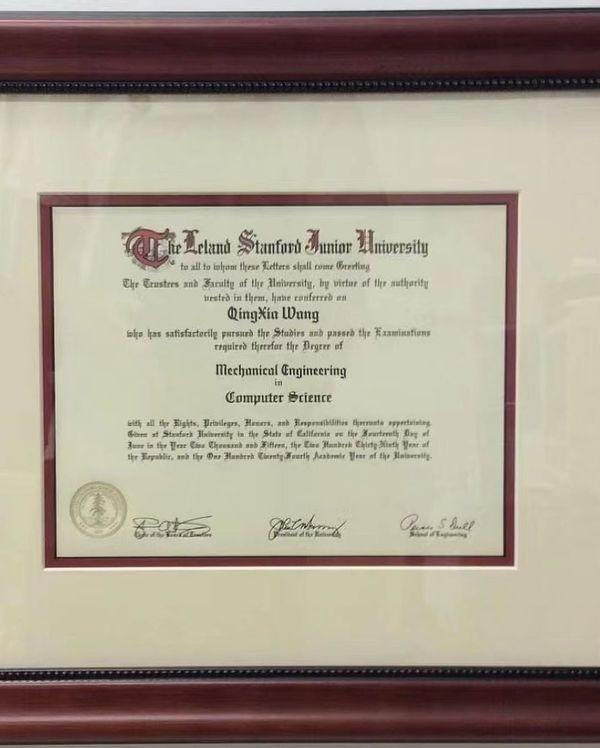 The Leland Stanford Junior University
to all to whom these Letters shall come Greeting
The Trustees and Faculty of the University, by virtue of the authority
vested in them, have conferred on
QingXia Wang
who has satisfactorily pursued the Studies and passed the Examinations
required therefor the Degree of
Mechanical Engineering
in
Computer Science
with all the Rights, Privileges, Honors, and Responsibilities thereunto appertaining.
Given at Stanford University in the State of California on the Fourteenth Day of
June in the Year Two Thousand and Fifteen, the Two Hundred Thirty-Ninth Year of
the Republic, and the One Hundred Twenty-Fourth Academic Year of the University.
of the Board of Trustees
President of the University
School of Engineering